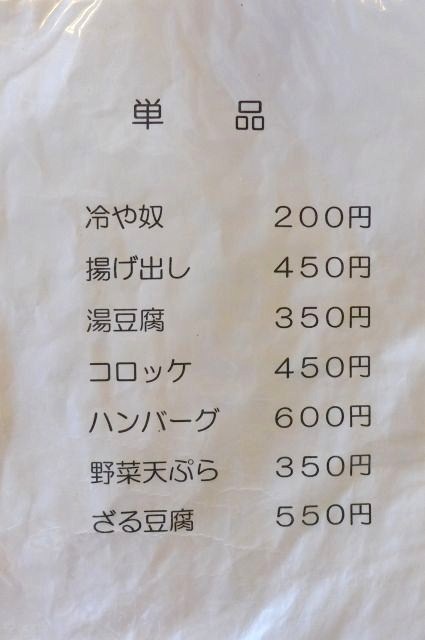 単 品
冷や奴 200円
揚げ出し 450円
湯豆腐 350円
コロッケ 450円
ハンバーグ 600円
野菜天ぷら 350円
ざる豆腐 550円